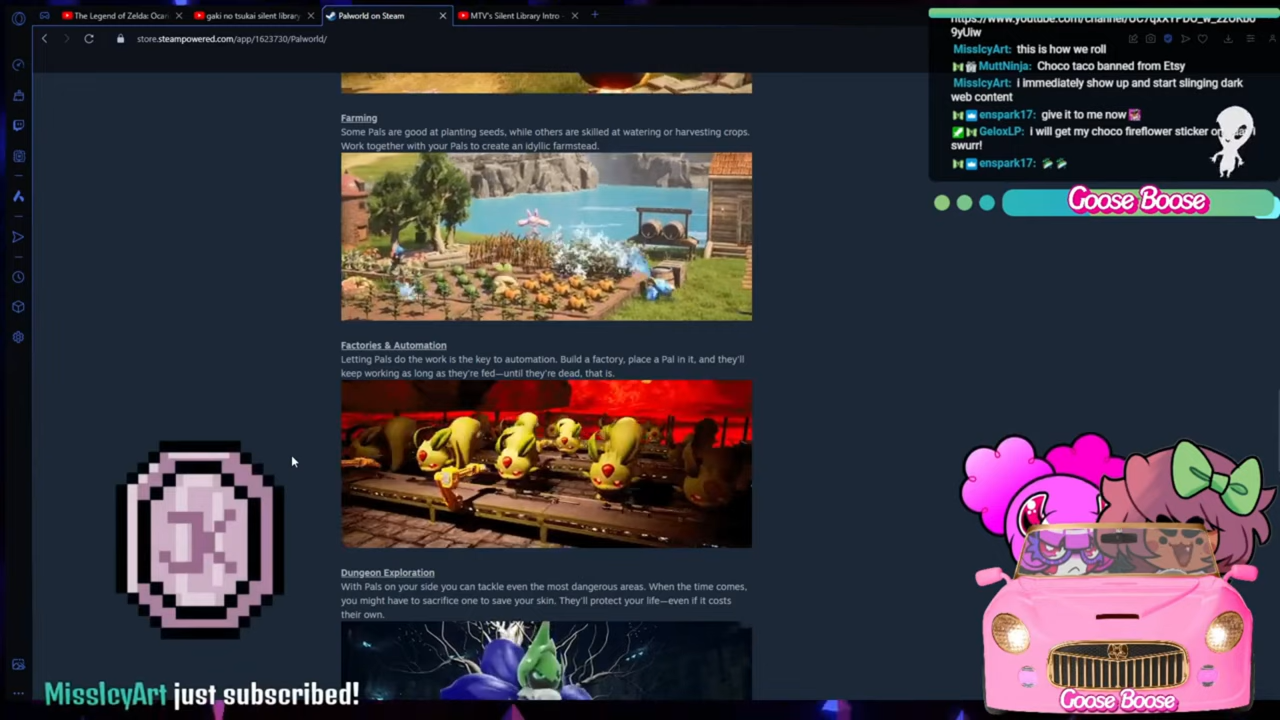 The Legend of Zelda: Ocari
gaki no tsukai silent library
Palworld on Steam
MTV's Silent Library Intro -
store.steampowered.com/app/1623730/Palworld/
Farming
Some Pals are good at planting seeds, while others are skilled at watering or harvesting crops.
Work together with your Pals to create an idyllic farmstead.
Factories & Automation
Letting Pals do the work is the key to automation. Build a factory, place a Pal in it, and they'll
keep working as long as they're fed—until they're dead, that is.
Dungeon Exploration
With Pals on your side you can tackle even the most dangerous areas. When the time comes,
you might have to sacrifice one to save your skin. They'll protect your life—even if it costs
their own.
9yUiw
MissIcyArt: this is how we roll
MuttNinja: Choco taco banned from Etsy
MissIcyArt: i immediately show up and start slinging dark
web content
enspark17: give it to me now
GeloxLP: i will get my choco fireflower sticker
swurr!
enspark17:
Goose Boose
MissIcyArt just subscribed!
Goose Boose